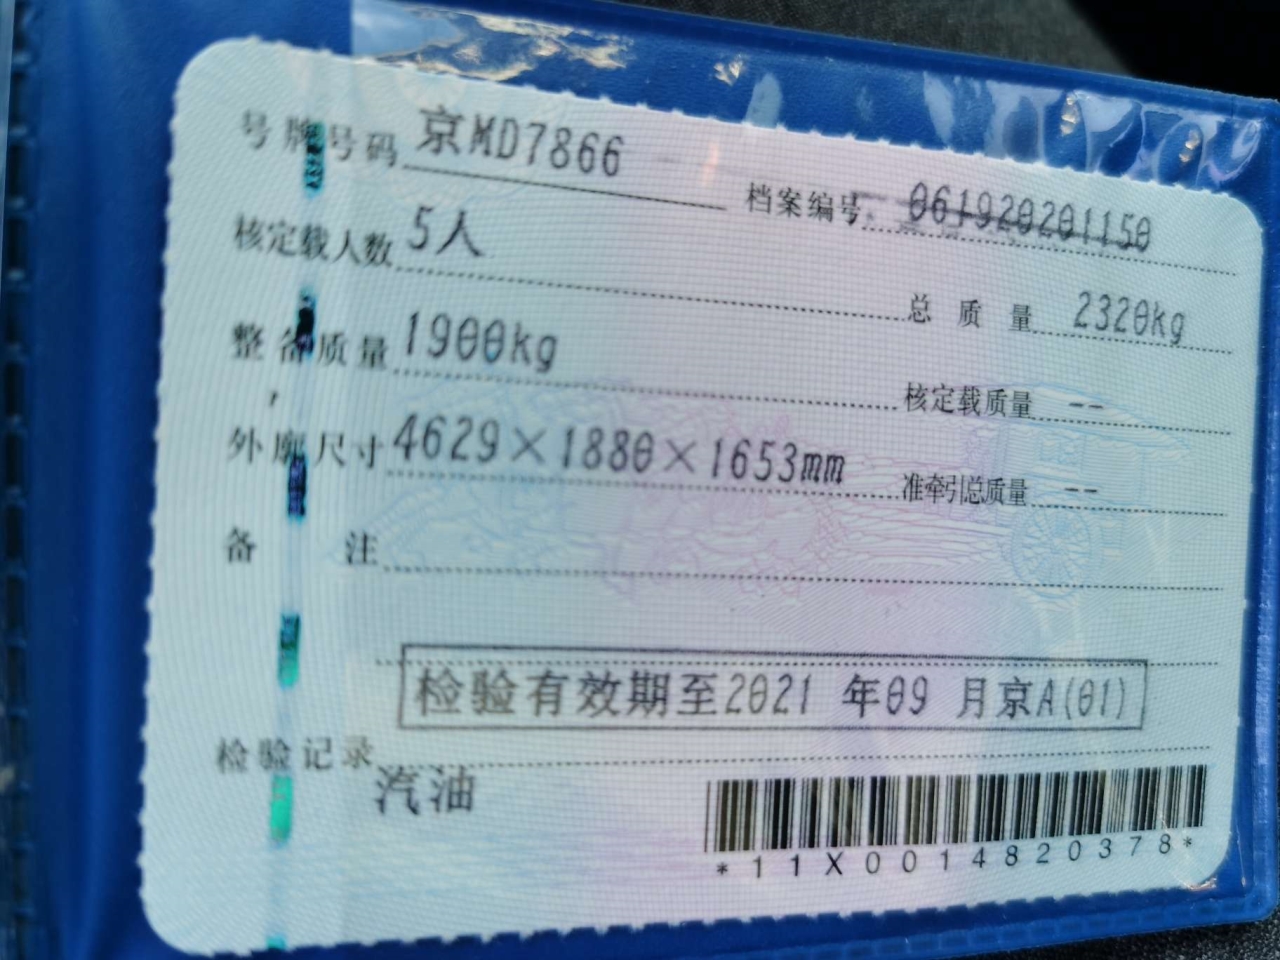 号牌号码 京MD7866 档案编号 061920201150
核定载人数 5人 总质量 2320kg
整备质量 1900kg 核定载质量 --
外廓尺寸 4629×1880×1653mm 准牵引总质量 --
备注
检验有效期至2021 年09 月京A(01)
检验记录
汽油
*11X0014820378*